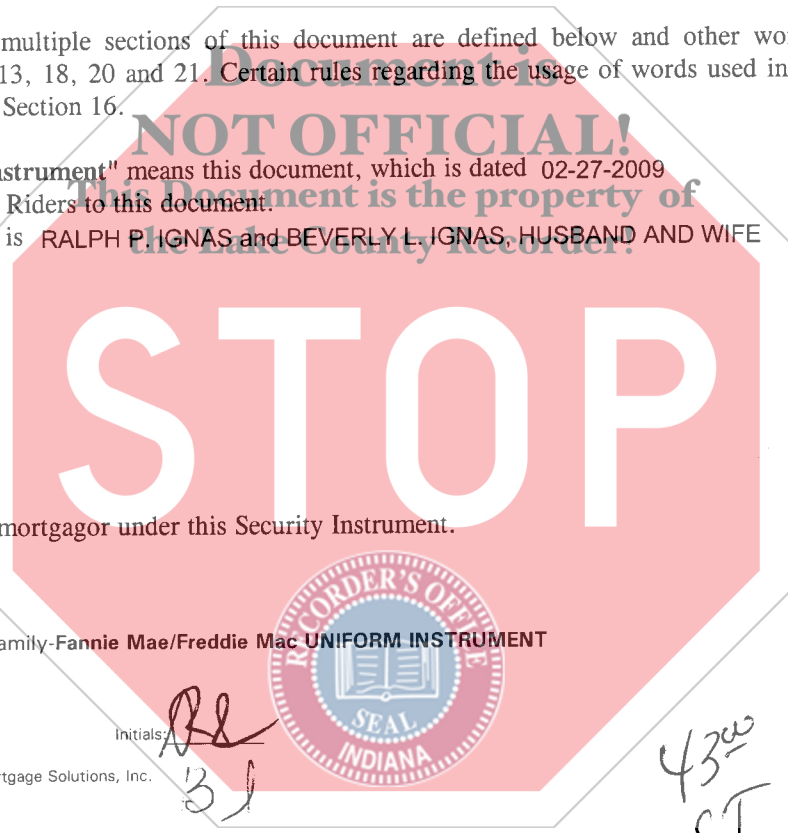 multiple sections of this document are defined below and other wo
13, 18, 20 and 21. Certain rules regarding the usage of words used in
Section 16.
Document is
NOT OFFICIAL!
This Document is the property of
the Lake County Recorder!
strument" means this document, which is dated 02-27-2009
Riders to this document.
is RALPH P. IGNAS and BEVERLY L. IGNAS, HUSBAND AND WIFE
STOP
mortgagor under this Security Instrument.
RECORDER'S OFFICE
SEAL
INDIANA
amily-Fannie Mae/Freddie Mac UNIFORM INSTRUMENT
Initials:
rtgage Solutions, Inc.
43 00